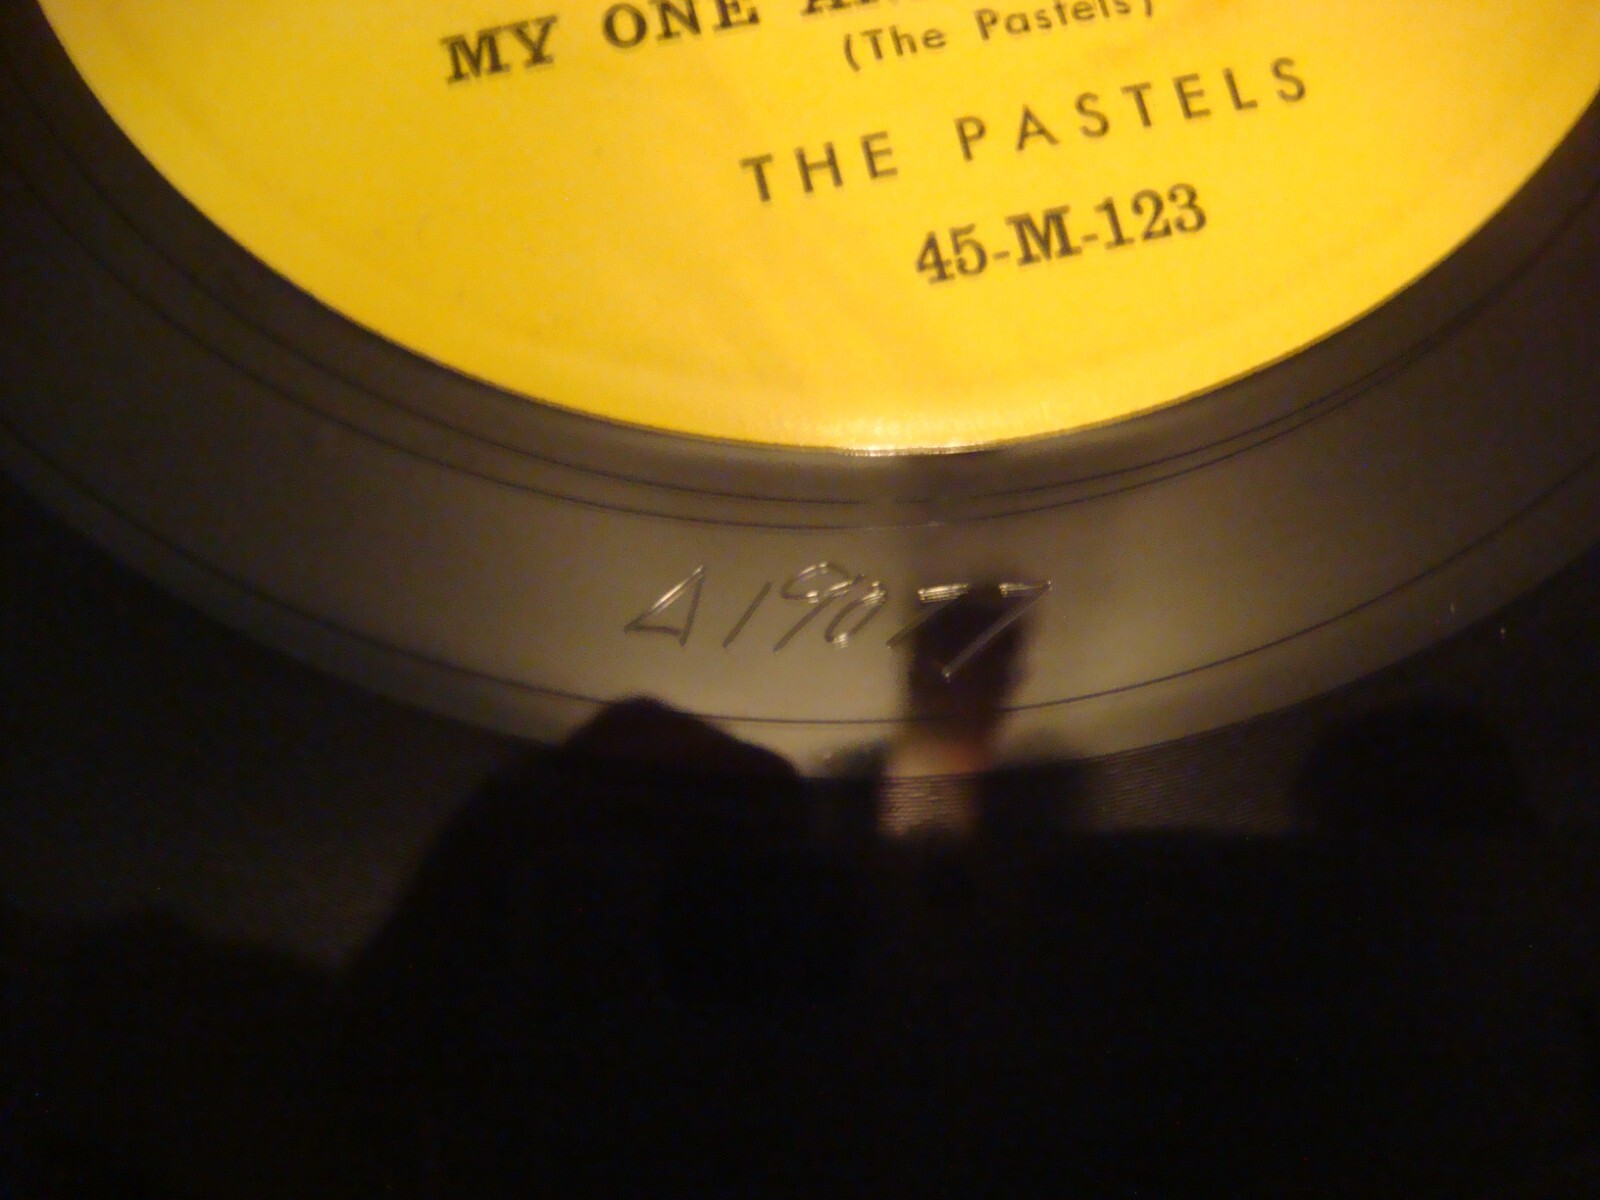 MY ONE
(The Pastels)
THE PASTELS
45-M-123
Δ19077